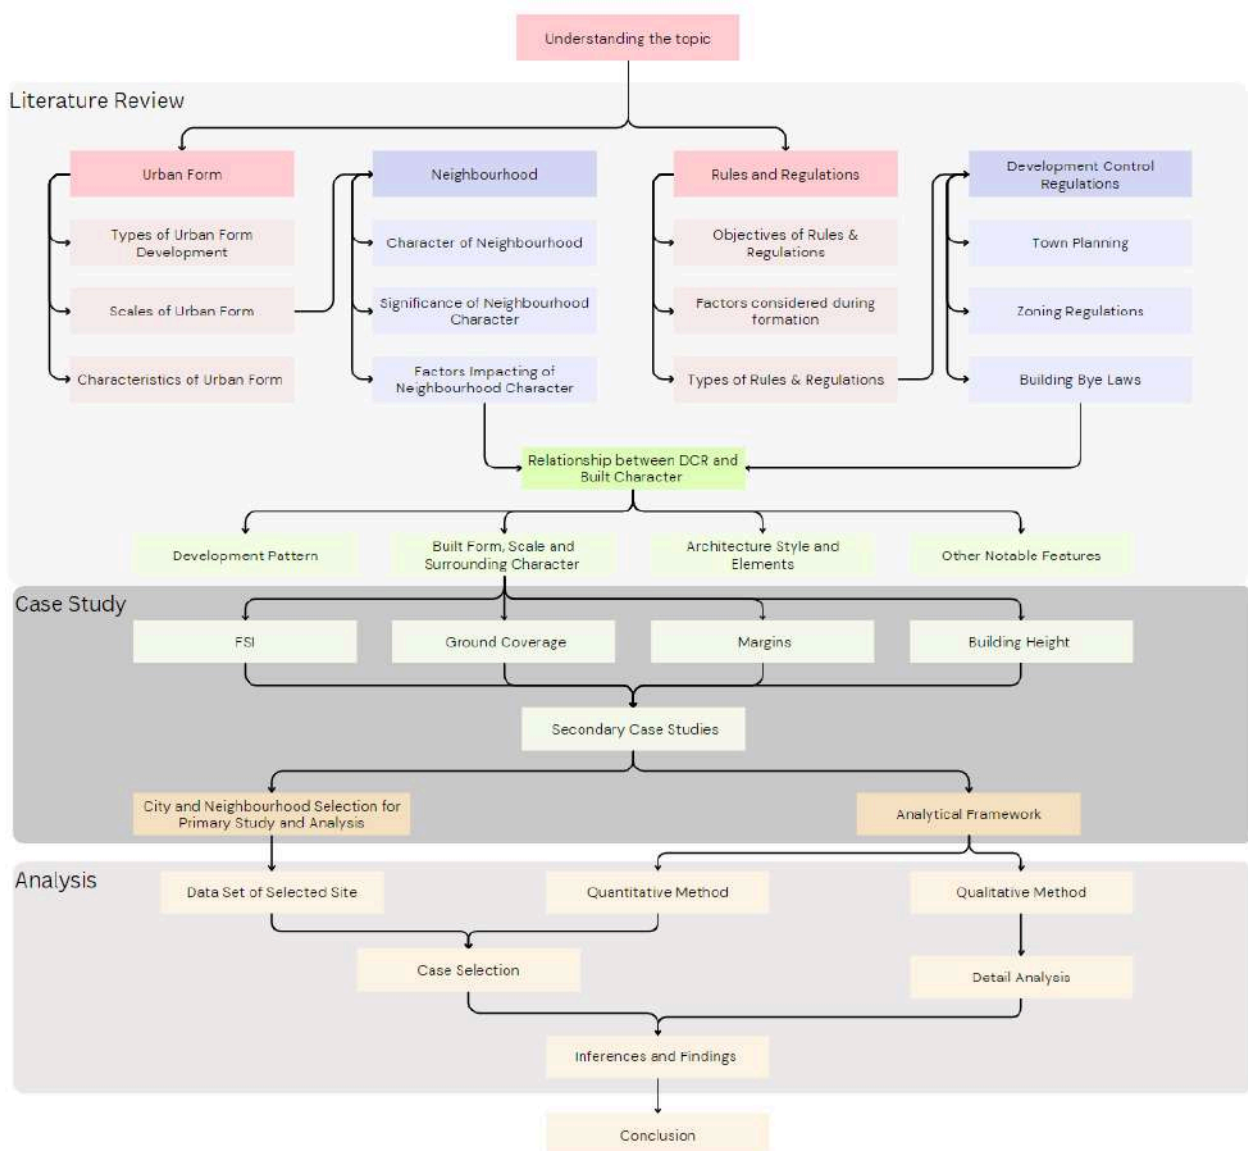 Understanding the topic
Literature Review
Urban Form
Neighbourhood
Rules and Regulations
Development Control
Regulations
Types of Urban Form
Development
Character of Neighbourhood
Objectives of Rules &
Regulations
Town Planning
Scales of Urban Form
Significance of Neighbourhood
Character
Factors considered during
formation
Zoning Regulations
Characteristics of Urban Form
Factors Impacting of
Neighbourhood Character
Types of Rules & Regulations
Building Bye Laws
Relationship between DCR and
Built Character
Development Pattern
Built Form, Scale and
Surrounding Character
Architecture Style and
Elements
Other Notable Features
Case Study
FSI
Ground Coverage
Margins
Building Height
Secondary Case Studies
City and Neighbourhood Selection for
Primary Study and Analysis
Analytical Framework
Analysis
Data Set of Selected Site
Quantitative Method
Qualitative Method
Case Selection
Detail Analysis
Inferences and Findings
Conclusion